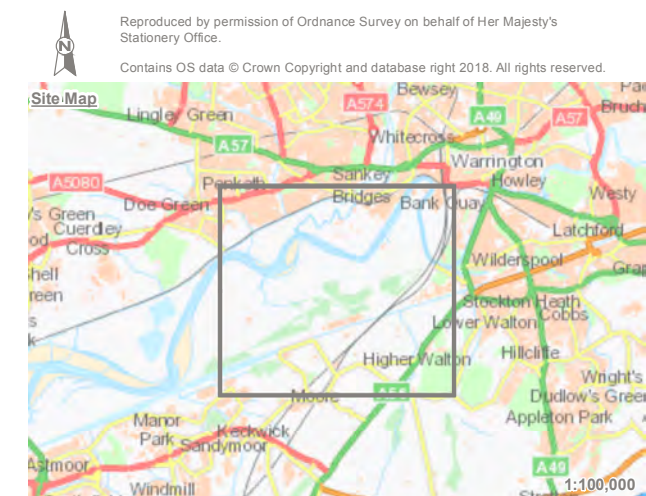 Reproduced by permission of Ordnance Survey on behalf of Her Majesty's
Stationery Office.
N
Contains OS data © Crown Copyright and database right 2018. All rights reserved.
Site Map
Bewsey
A574
A49
A57
Lingley Green
Whitecross
A57
Warrington
Sankey
Bridges
A5080
Penketh
Howley
Doe Green
Bank Quay
Westy
's Green
Cuerdley
Cross
Latchford
Wilderspool
Stockton Heath
Cobbs
Lower Walton
Higher Walton
Hillcliffe
Wright's
Moore
A56
Dudlow's Green
Appleton Park
Manor
Park
Keckwick
Sandymoor
Astmoor
Windmill
A49
1:100,000